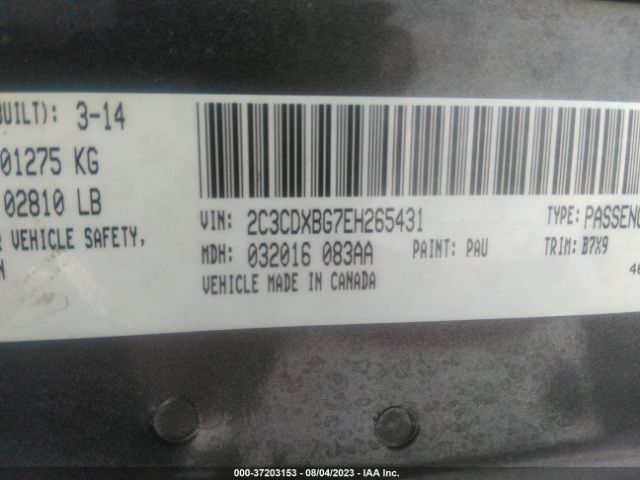 BUILT): 3-14
01275 KG
02810 LB
VEHICLE SAFETY,
N
VIN: 2C3CDXBG7EH265431
TYPE: PASSENG
MDH: 032016 083AA
PAINT: PAU
TRIM: B7X9
VEHICLE MADE IN CANADA
000-37203153 - 08/04/2023 - IAA Inc.